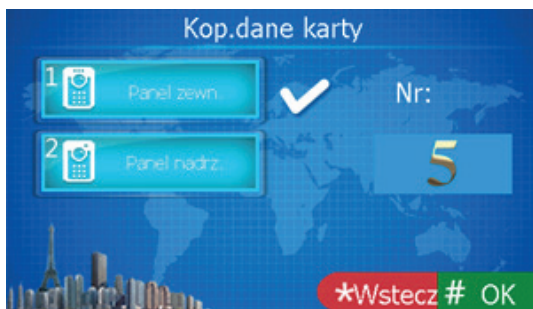 Kop.dane karty
1 Panel zewn.
Nr:
2 Panel nadrz.
5
*Wstecz # OK